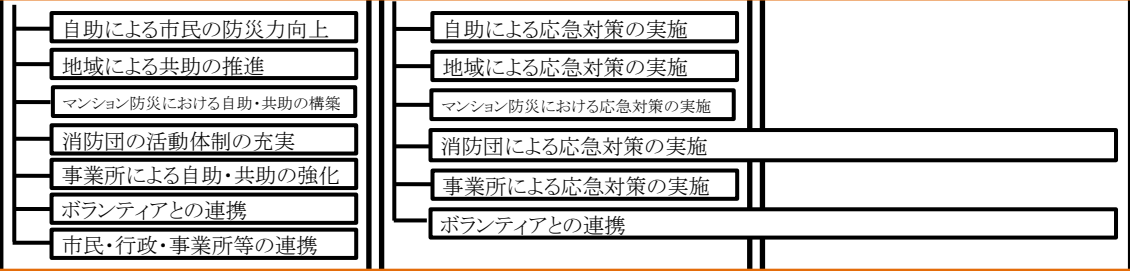 自助による市民の防災力向上
地域による共助の推進
マンション防災における自助・共助の構築
消防団の活動体制の充実
事業所による自助・共助の強化
ボランティアとの連携
市民・行政・事業所等の連携
自助による応急対策の実施
地域による応急対策の実施
マンション防災における応急対策の実施
消防団による応急対策の実施
事業所による応急対策の実施
ボランティアとの連携